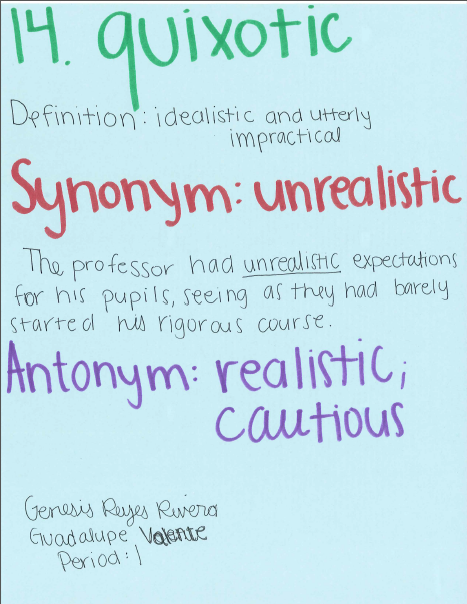 14. quixotic
Definition: idealistic and utterly
impractical
Synonym: unrealistic
The professor had unrealistic expectations
for his pupils, seeing as they had barely
started his rigorous course.
Antonym: realistic;
cautious
Genesis Reyes Rivera
Guadalupe Valente
Period: 1